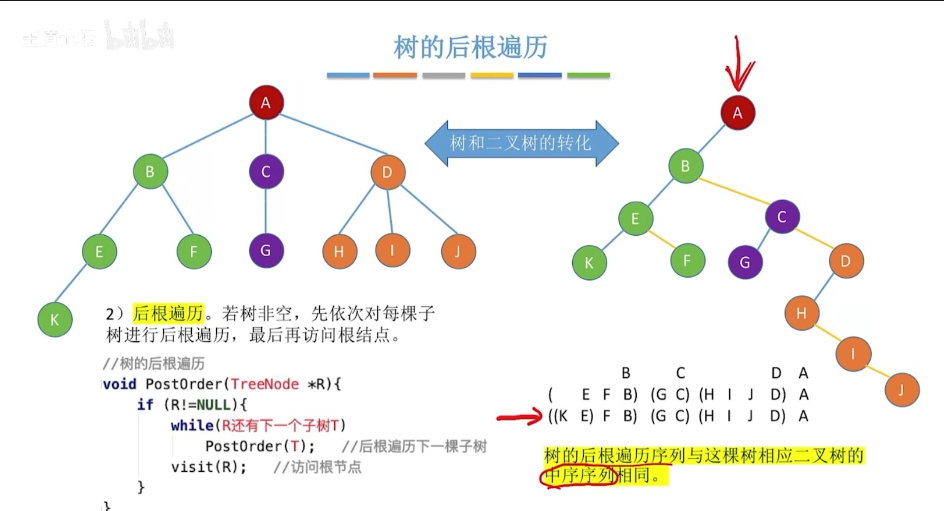 树的后根遍历
A
B
C
D
E
F
G
H
I
J
K
树和二叉树的转化
A
B
E
C
K
F
G
D
H
I
J
2）后根遍历。若树非空，先依次对每棵子
树进行后根遍历，最后再访问根结点。
//树的后根遍历
void PostOrder(TreeNode *R){
if (R!=NULL){
while(R还有下一个子树T)
PostOrder(T); //后根遍历下一棵子树
visit(R); //访问根节点
}
}
B C D A
( E F B) (G C) (H I J D) A
((K E) F B) (G C) (H I J D) A
树的后根遍历序列与这棵树相应二叉树的
中序序列相同。